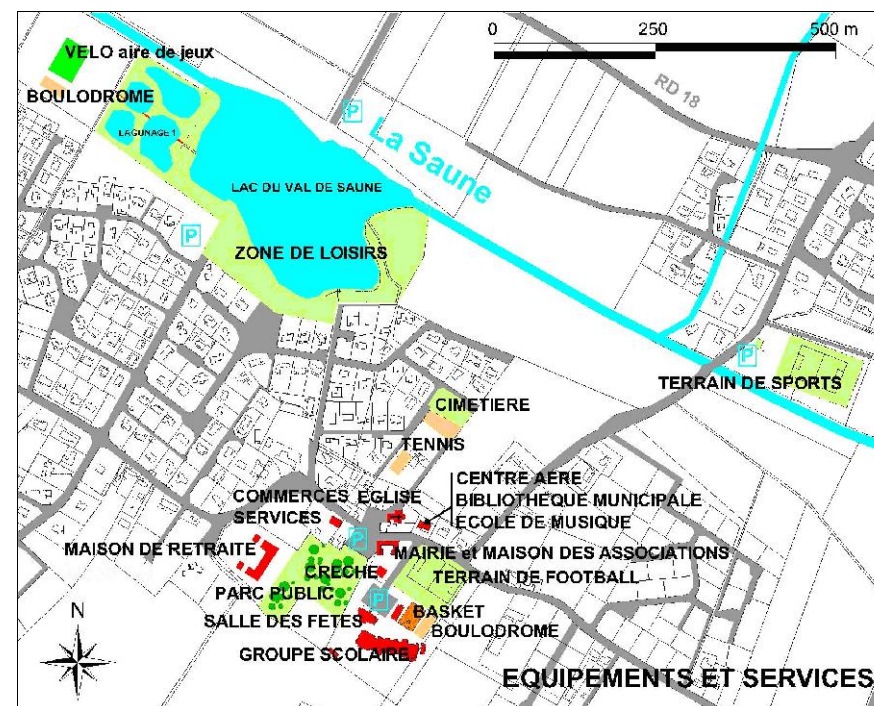 0 250 500 m
VELO aire de jeux
BOULODROME
LAGUNAGE 1
P
La Saune
RD 18
LAC DU VAL DE SAUNE
P
ZONE DE LOISIRS
P
TERRAIN DE SPORTS
CIMETIERE
TENNIS
CENTRE AERE
COMMERCES EGLISE
BIBLIOTHEQUE MUNICIPALE
SERVICES
ECOLE DE MUSIQUE
P
MAISON DE RETRAITE
MAIRIE et MAISON DES ASSOCIATIONS
CRECHE
TERRAIN DE FOOTBALL
PARC PUBLIC
P
BASKET
SALLE DES FETES
BOULODROME
GROUPE SCOLAIRE
N
EQUIPEMENTS ET SERVICES